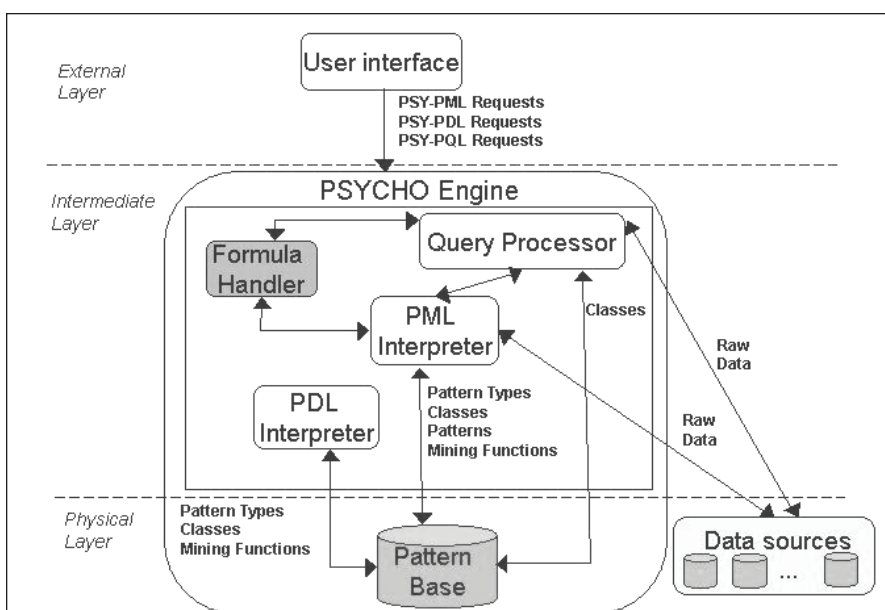 External
Layer
User interface
PSY-PML Requests
PSY-PDL Requests
PSY-PQL Requests
Intermediate
Layer
PSYCHO Engine
Formula
Handler
Query Processor
PML
Interpreter
Classes
Raw
Data
PDL
Interpreter
Pattern Types
Classes
Patterns
Mining Functions
Raw
Data
Physical
Layer
Pattern Types
Classes
Mining Functions
Pattern
Base
Data sources
...